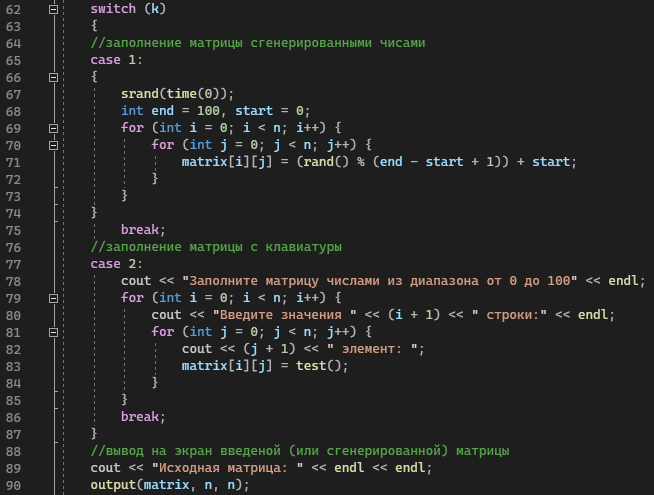 62 switch (k)
63 {
64 //заполнение матрицы сгенерированными чисами
65 case 1:
66 {
67 srand(time(0));
68 int end = 100, start = 0;
69 for (int i = 0; i < n; i++) {
70 for (int j = 0; j < n; j++) {
71 matrix[i][j] = (rand() % (end - start + 1)) + start;
72 }
73 }
74 }
75 break;
76 //заполнение матрицы с клавиатуры
77 case 2:
78 cout << "Заполните матрицу числами из диапазона от 0 до 100" << endl;
79 for (int i = 0; i < n; i++) {
80 cout << "Введите значения " << (i + 1) << " строки:" << endl;
81 for (int j = 0; j < n; j++) {
82 cout << (j + 1) << " элемент: ";
83 matrix[i][j] = test();
84 }
85 }
86 break;
87 }
88 //вывод на экран введеной (или сгенерированной) матрицы
89 cout << "Исходная матрица: " << endl << endl;
90 output(matrix, n, n);